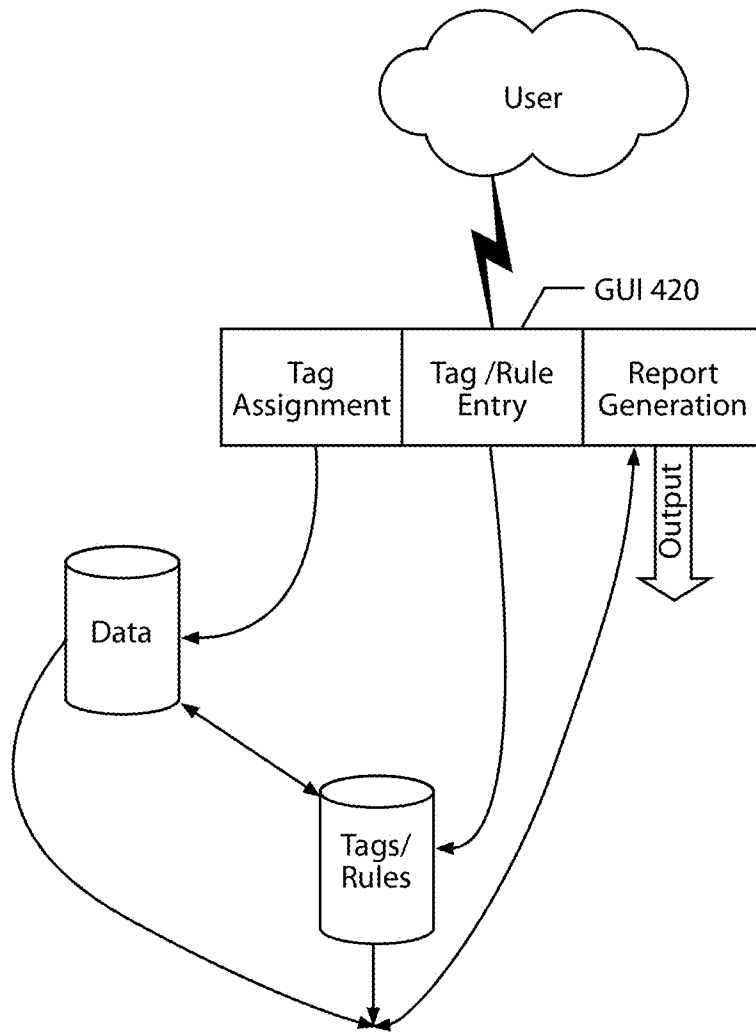 User
GUI 420
Tag
Assignment
Tag /Rule
Entry
Report
Generation
Output
Data
Tags/
Rules